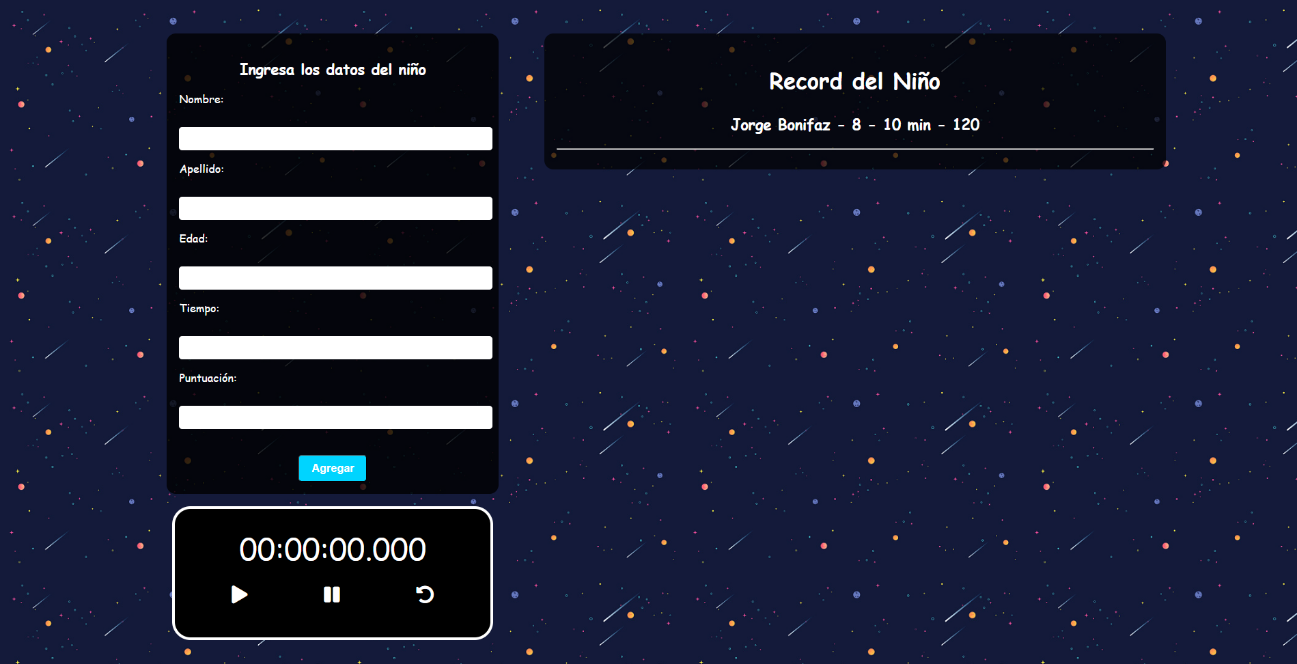 Ingresa los datos del niño
Nombre:
Apellido:
Edad:
Tiempo:
Puntuación:
Agregar
00:00:00.000
Record del Niño
Jorge Bonifaz - 8 - 10 min - 120